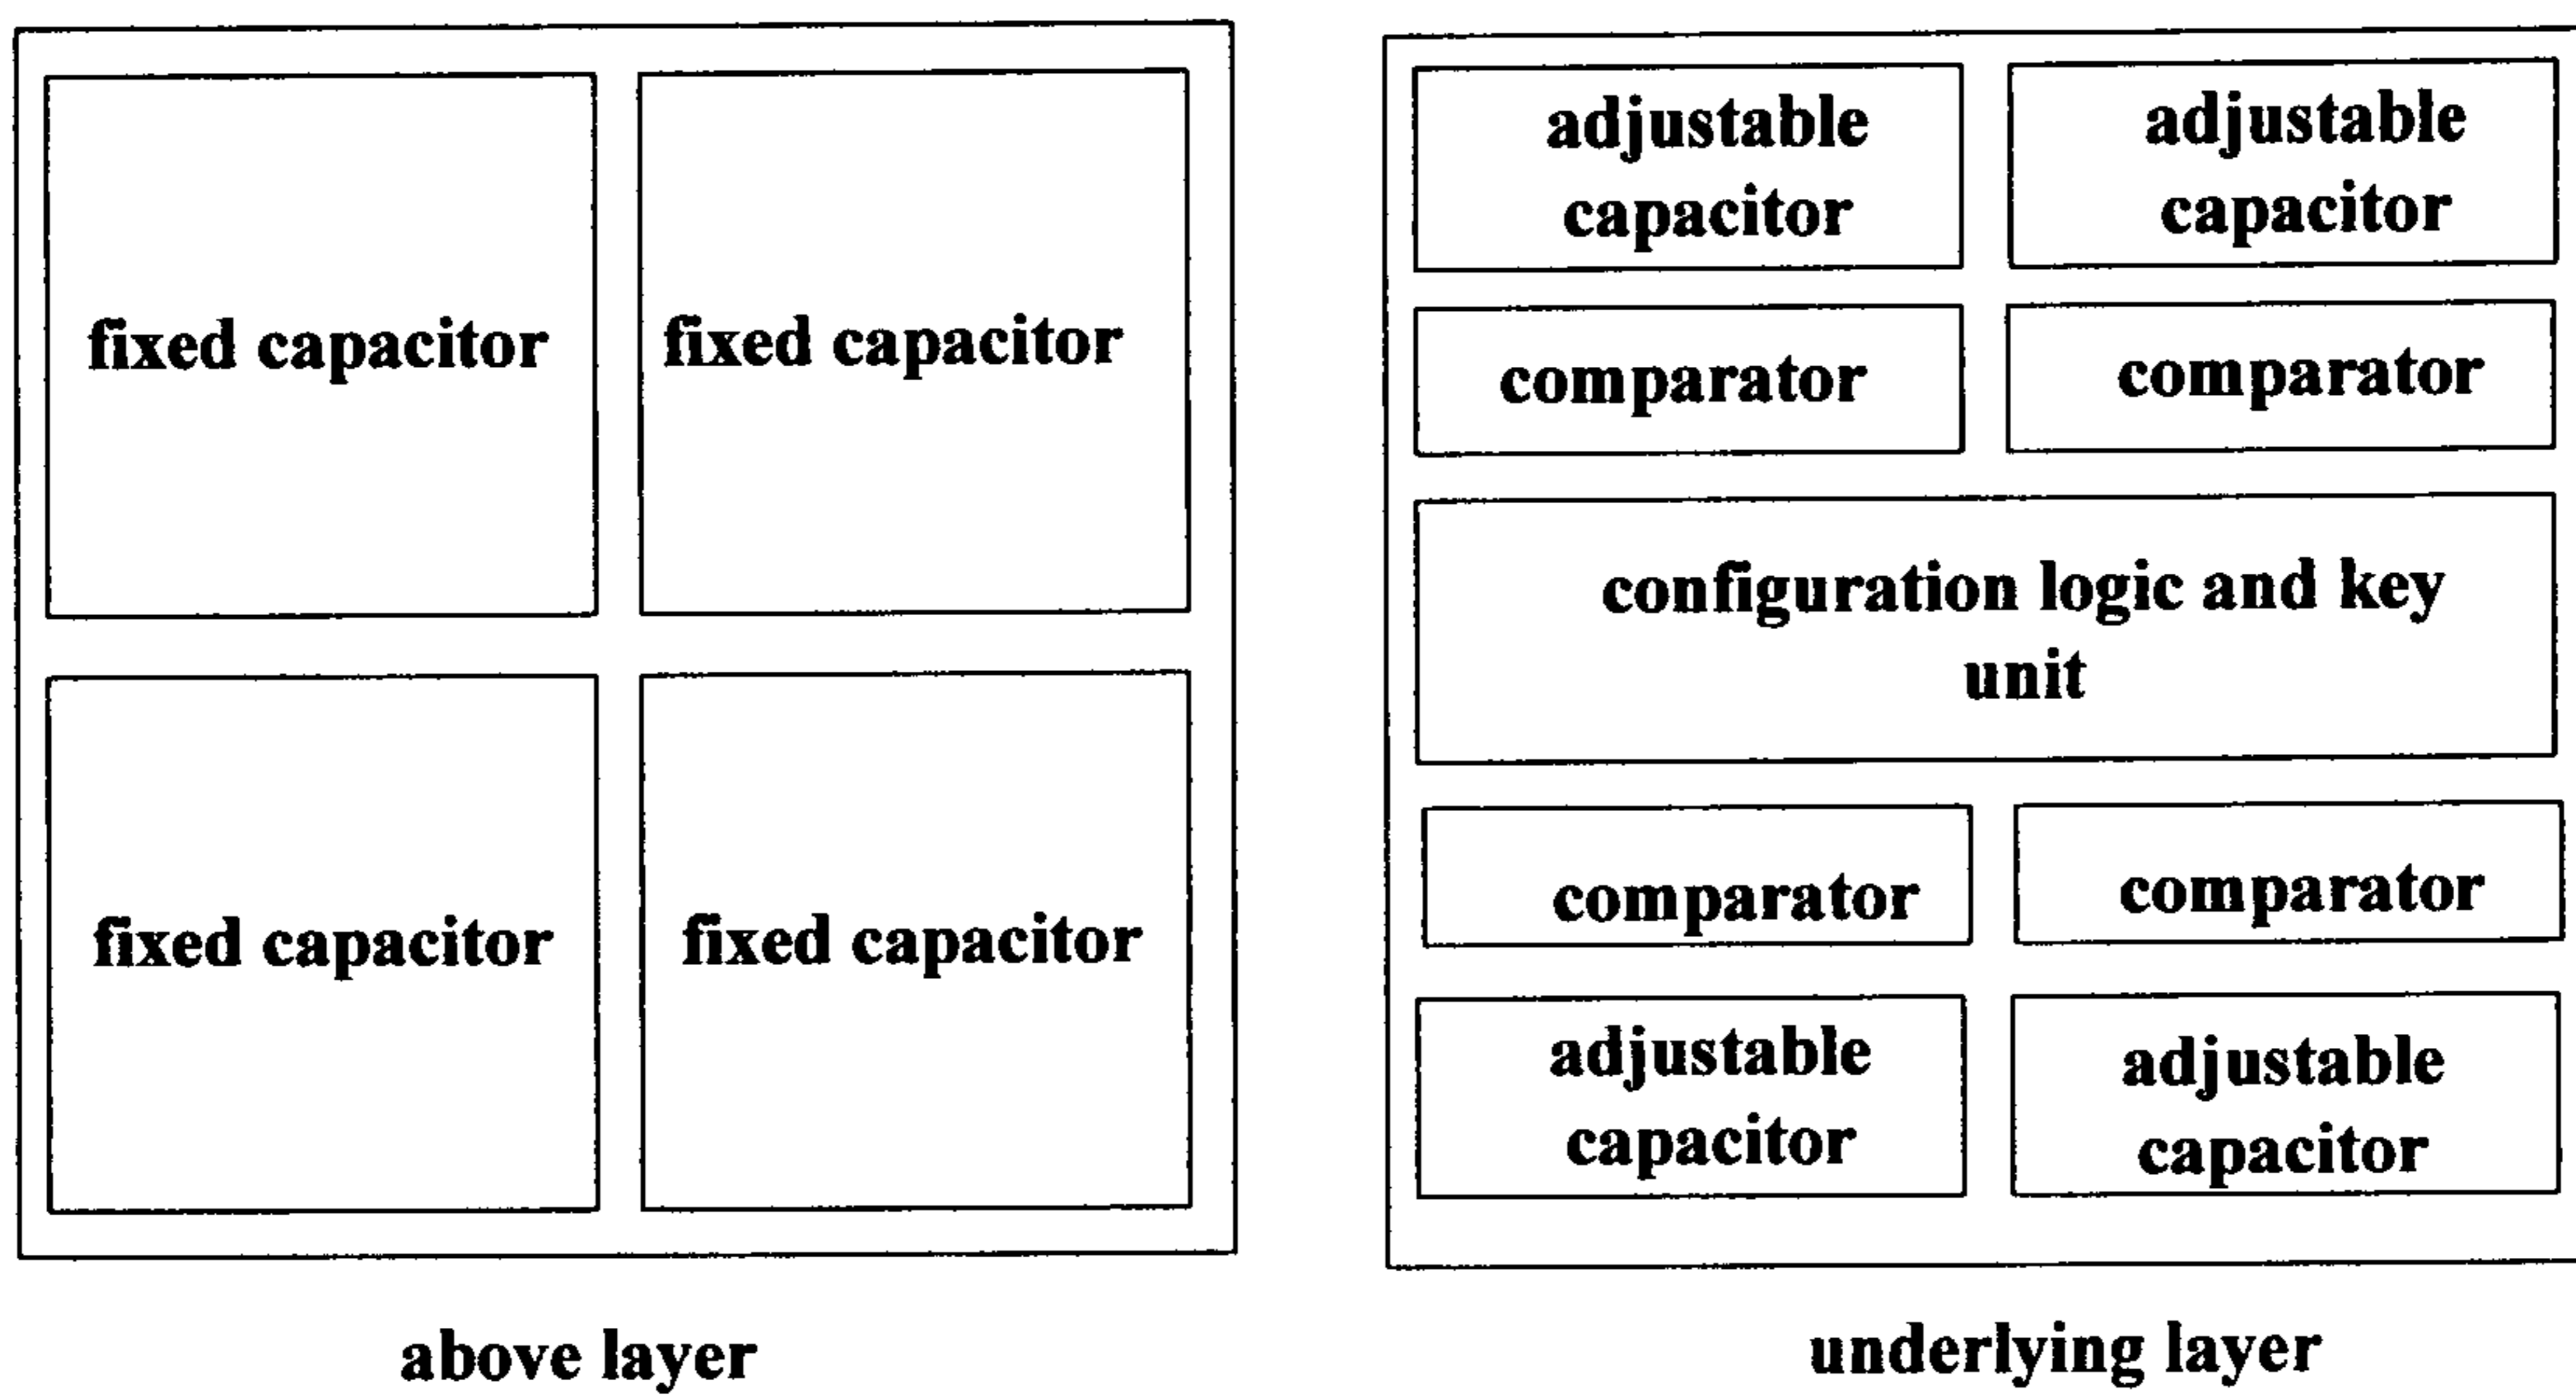 fixed capacitor
fixed capacitor
fixed capacitor
fixed capacitor
above layer
adjustable
capacitor
adjustable
capacitor
comparator
comparator
configuration logic and key
unit
comparator
comparator
adjustable
capacitor
adjustable
capacitor
underlying layer